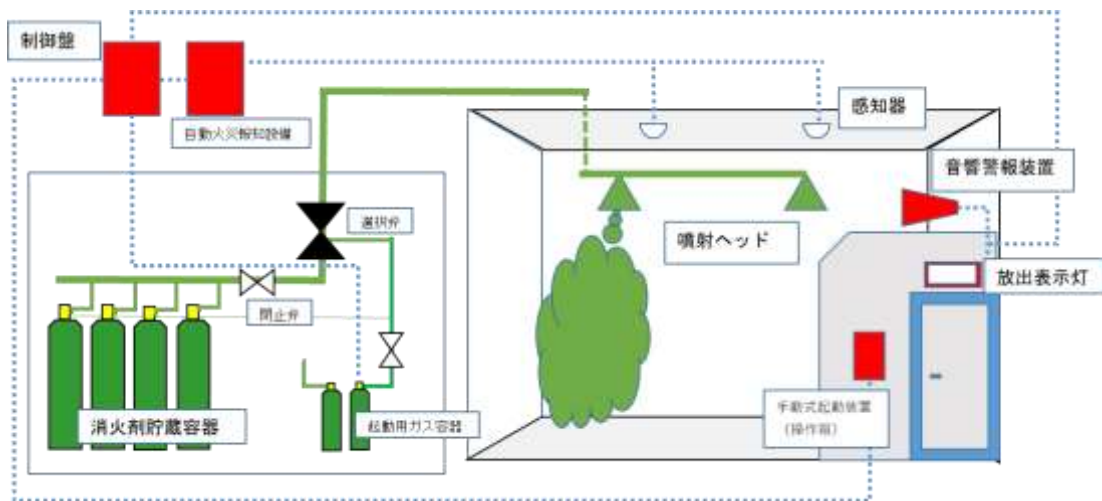 制御盤
自動火災報知設備
感知器
音響警報装置
選択弁
噴射ヘッド
放出表示灯
閉止弁
手動式起動装置
(操作箱)
消火剤貯蔵容器
起動用ガス容器